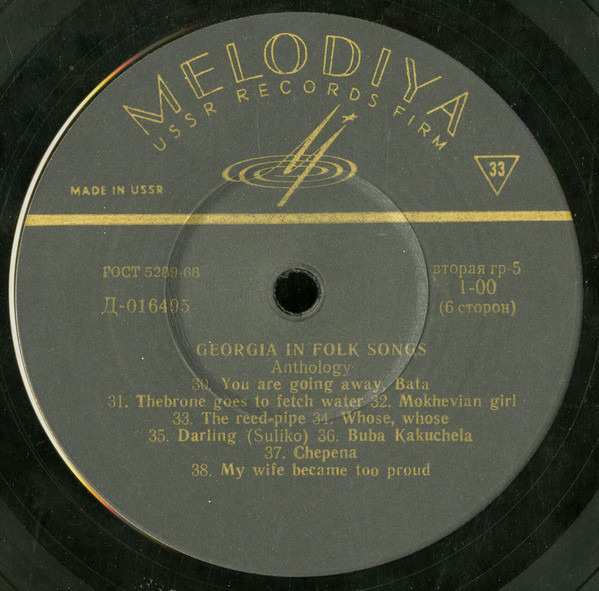 MELODIYA
USSR RECORDS FIRM
MADE IN USSR
33
ГОСТ 5289-68
Д-016495
вторая гр-5
1-00
(6 сторон)
GEORGIA IN FOLK SONGS
Anthology
30. You are going away, Bata
31. Thebrone goes to fetch water 32. Mokhevian girl
33. The reed-pipe 34. Whose, whose
35. Darling (Suliko) 36. Buba Kakuchela
37. Chepena
38. My wife became too proud